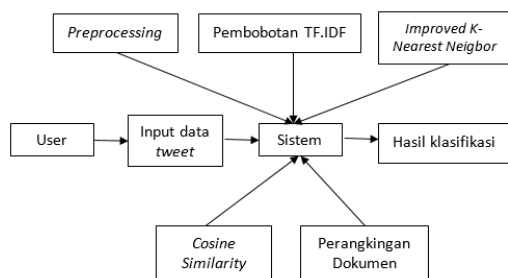 Preprocessing
Pembobotan TF.IDF
Improved K-
Nearest Neigbor
User
Input data
tweet
Sistem
Hasil klasifikasi
Cosine
Similarity
Perangkingan
Dokumen